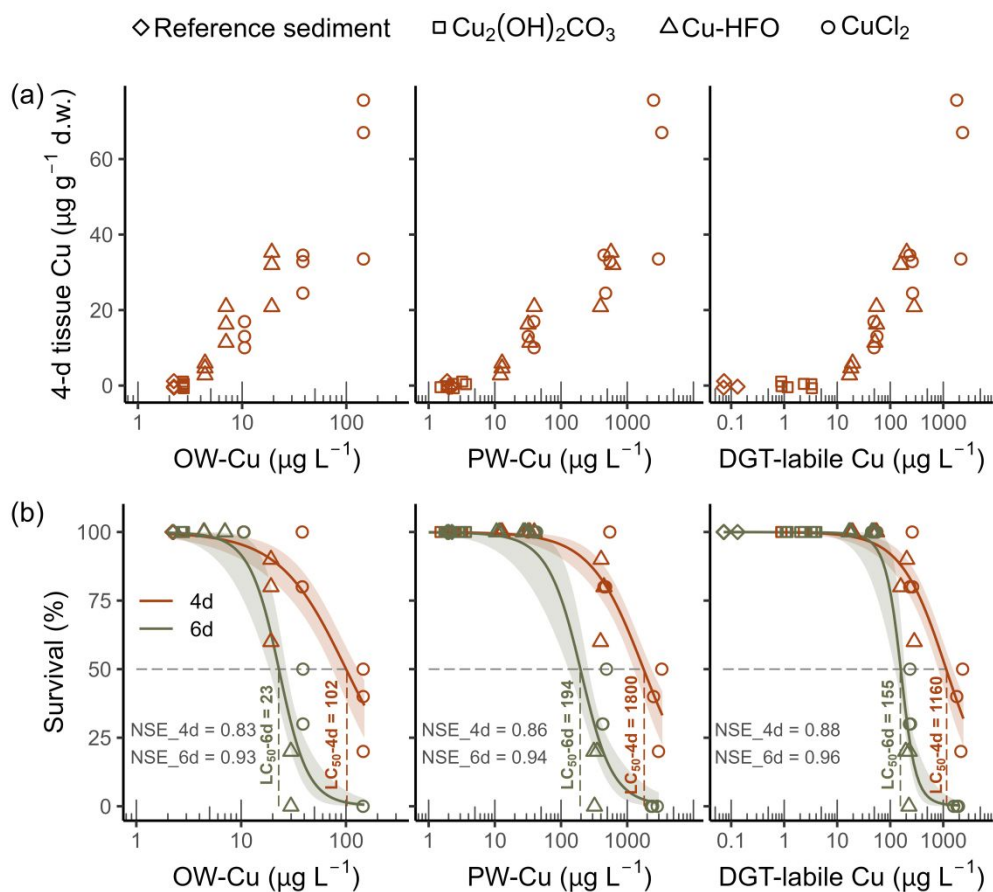 Reference sediment Cu₂(OH)₂CO₃ Cu-HFO CuCl₂
(a)
4-d tissue Cu (µg g⁻¹ d.w.)
60
40
20
0
1 10 100
OW-Cu (µg L⁻¹)
1 10 100 1000
PW-Cu (µg L⁻¹)
0.1 1 10 100 1000
DGT-labile Cu (µg L⁻¹)
(b)
Survival (%)
100
75
50
25
0
4d
6d
NSE_4d = 0.83
NSE_6d = 0.93
LC₅₀-6d = 23
LC₅₀-4d = 102
1 10 100
OW-Cu (µg L⁻¹)
NSE_4d = 0.86
NSE_6d = 0.94
LC₅₀-6d = 194
LC₅₀-4d = 1800
1 10 100 1000
PW-Cu (µg L⁻¹)
NSE_4d = 0.88
NSE_6d = 0.96
LC₅₀-6d = 155
LC₅₀-4d = 1160
0.1 1 10 100 1000
DGT-labile Cu (µg L⁻¹)